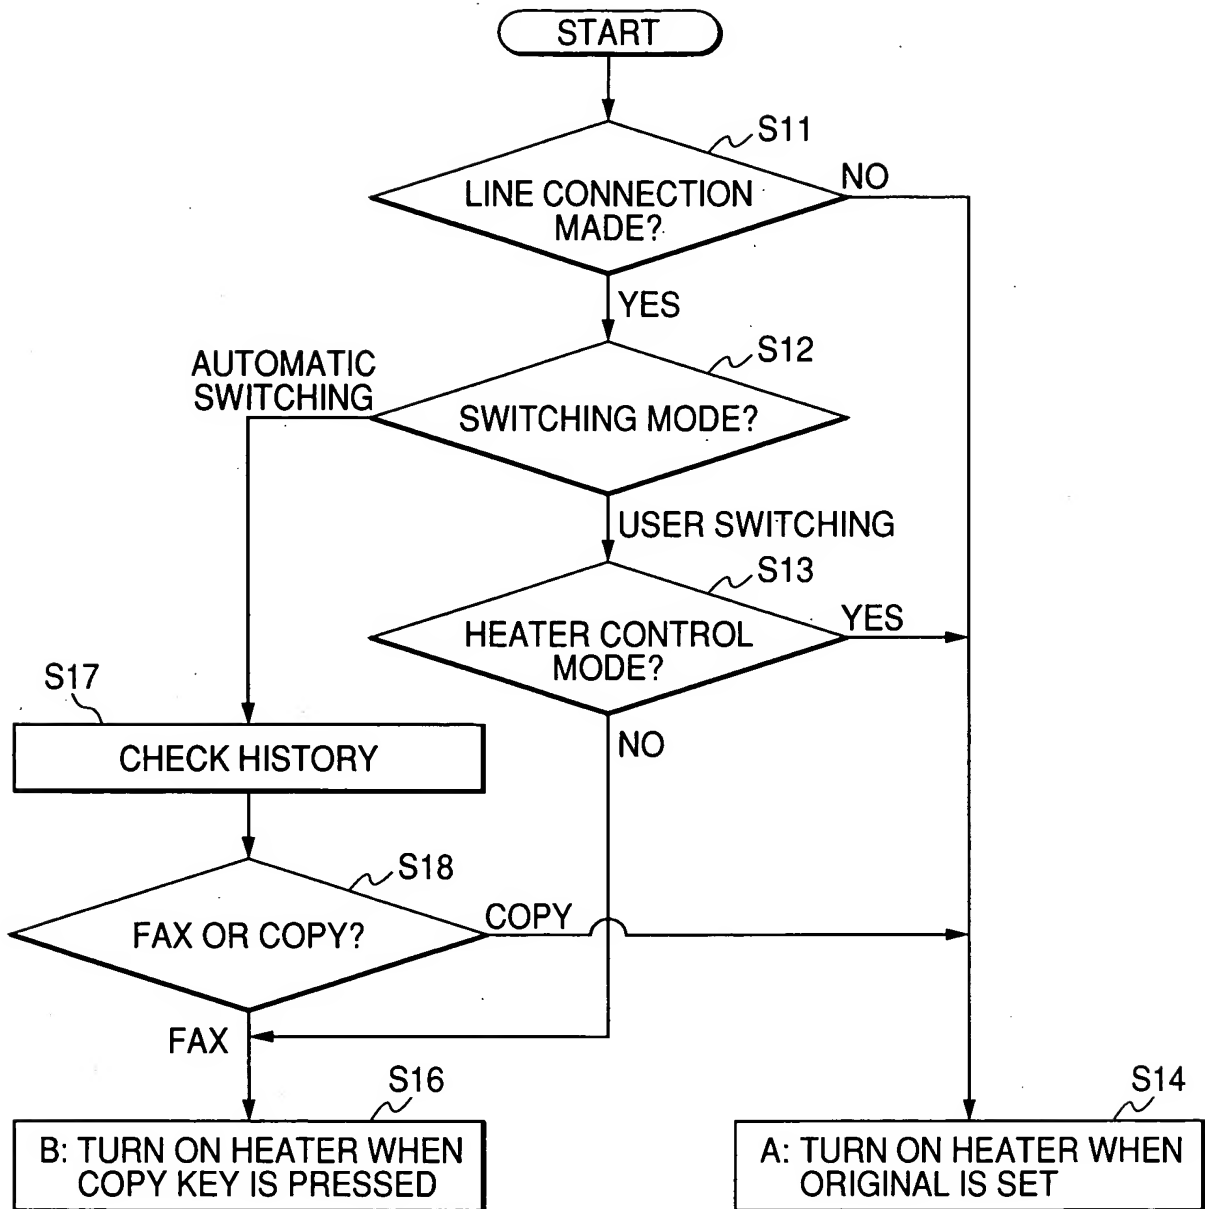 START
S11
LINE CONNECTION
MADE?
NO
YES
S12
AUTOMATIC
SWITCHING
SWITCHING MODE?
USER SWITCHING
S13
HEATER CONTROL
MODE?
YES
S17
NO
CHECK HISTORY
S18
FAX OR COPY?
COPY
FAX
S16
B: TURN ON HEATER WHEN
COPY KEY IS PRESSED
S14
A: TURN ON HEATER WHEN
ORIGINAL IS SET